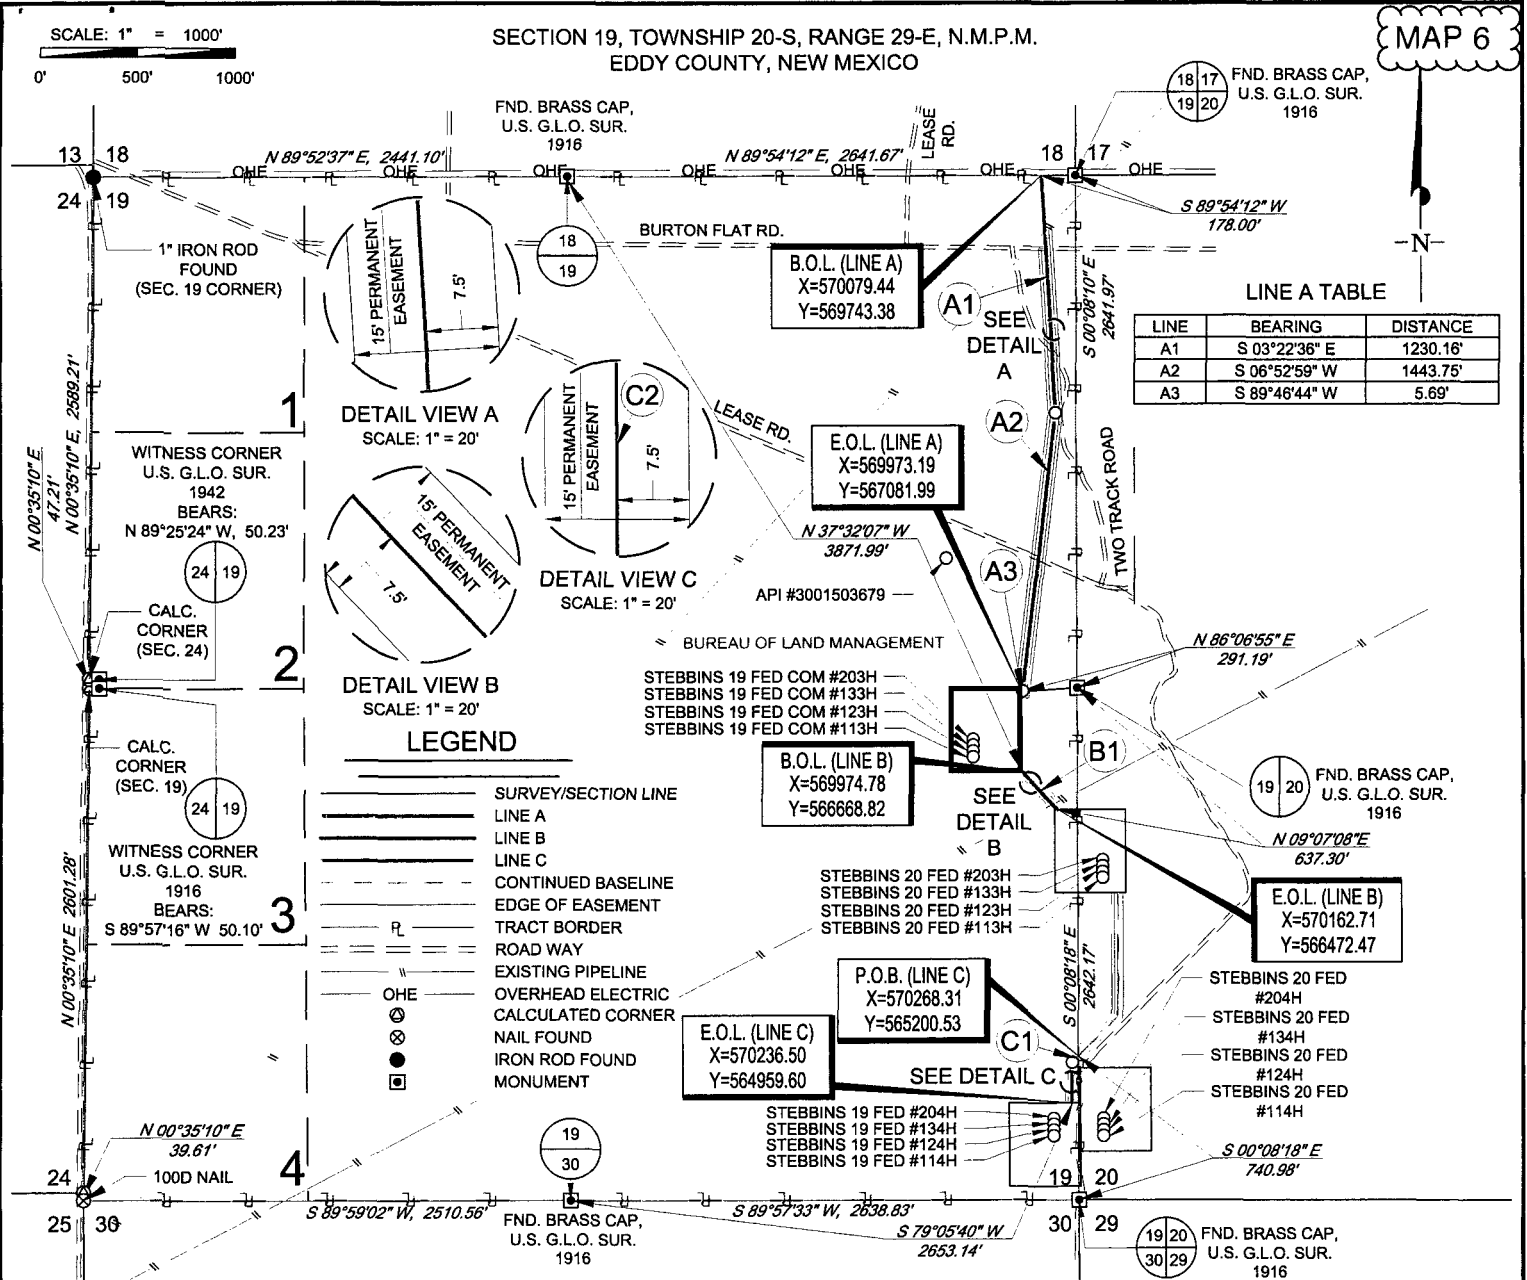 SCALE: 1" = 1000'
0' 500' 1000'
SECTION 19, TOWNSHIP 20-S, RANGE 29-E, N.M.P.M.
EDDY COUNTY, NEW MEXICO
MAP 6
18 17
19 20
FND. BRASS CAP,
U.S. G.L.O. SUR.
1916
FND. BRASS CAP,
U.S. G.L.O. SUR.
1916
LEASE
RD.
13 18
24 19
N 89°52'37" E, 2441.10'
OHE OHE OHE OHE OHE OHE OHE
N 89°54'12" E, 2641.67'
18 17
S 89°54'12" W
178.00'
-N-
1" IRON ROD
FOUND
(SEC. 19 CORNER)
15' PERMANENT
EASEMENT
7.5'
18
19
BURTON FLAT RD.
B.O.L. (LINE A)
X=570079.44
Y=569743.38
A1
SEE
DETAIL
A
S 00°08'10" E
2641.97'
LINE A TABLE
LINE BEARING DISTANCE
A1 S 03°22'36" E 1230.16'
A2 S 06°52'59" W 1443.75'
A3 S 89°46'44" W 5.69'
N 00°35'10" E, 2589.21'
1
DETAIL VIEW A
SCALE: 1" = 20'
C2
15' PERMANENT
EASEMENT
7.5'
LEASE RD.
A2
E.O.L. (LINE A)
X=569973.19
Y=567081.99
TWO TRACK ROAD
N 00°35'10" E
47.21'
WITNESS CORNER
U.S. G.L.O. SUR.
1942
BEARS:
N 89°25'24" W, 50.23'
24 19
15' PERMANENT
EASEMENT
7.5'
DETAIL VIEW C
SCALE: 1" = 20'
N 37°32'07" W
3871.99'
A3
API #3001503679
CALC.
CORNER
(SEC. 24)
2
BUREAU OF LAND MANAGEMENT
N 86°06'55" E
291.19'
DETAIL VIEW B
SCALE: 1" = 20'
STEBBINS 19 FED COM #203H
STEBBINS 19 FED COM #133H
STEBBINS 19 FED COM #123H
STEBBINS 19 FED COM #113H
CALC.
CORNER
(SEC. 19)
24 19
B.O.L. (LINE B)
X=569974.78
Y=566668.82
B1
SEE
DETAIL
B
19 20
FND. BRASS CAP,
U.S. G.L.O. SUR.
1916
N 09°07'08"E
637.30'
WITNESS CORNER
U.S. G.L.O. SUR.
1916
BEARS:
S 89°57'16" W 50.10'
3
N 00°35'10" E 2601.28'
LEGEND
SURVEY/SECTION LINE
LINE A
LINE B
LINE C
CONTINUED BASELINE
EDGE OF EASEMENT
PL TRACT BORDER
ROAD WAY
EXISTING PIPELINE
OHE OVERHEAD ELECTRIC
CALCULATED CORNER
NAIL FOUND
IRON ROD FOUND
MONUMENT
STEBBINS 20 FED #203H
STEBBINS 20 FED #133H
STEBBINS 20 FED #123H
STEBBINS 20 FED #113H
E.O.L. (LINE B)
X=570162.71
Y=566472.47
S 00°08'18" E
2642.17'
P.O.B. (LINE C)
X=570268.31
Y=565200.53
STEBBINS 20 FED
#204H
STEBBINS 20 FED
#134H
STEBBINS 20 FED
#124H
STEBBINS 20 FED
#114H
E.O.L. (LINE C)
X=570236.50
Y=564959.60
C1
SEE DETAIL C
STEBBINS 19 FED #204H
STEBBINS 19 FED #134H
STEBBINS 19 FED #124H
STEBBINS 19 FED #114H
N 00°35'10" E
39.61'
100D NAIL
4
19
30
S 00°08'18" E
740.98'
24
25 30
19 20
30 29
S 89°59'02" W, 2510.56'
S 89°57'33" W, 2638.83'
FND. BRASS CAP,
U.S. G.L.O. SUR.
1916
S 79°05'40" W
2653.14'
19 20
30 29
FND. BRASS CAP,
U.S. G.L.O. SUR.
1916